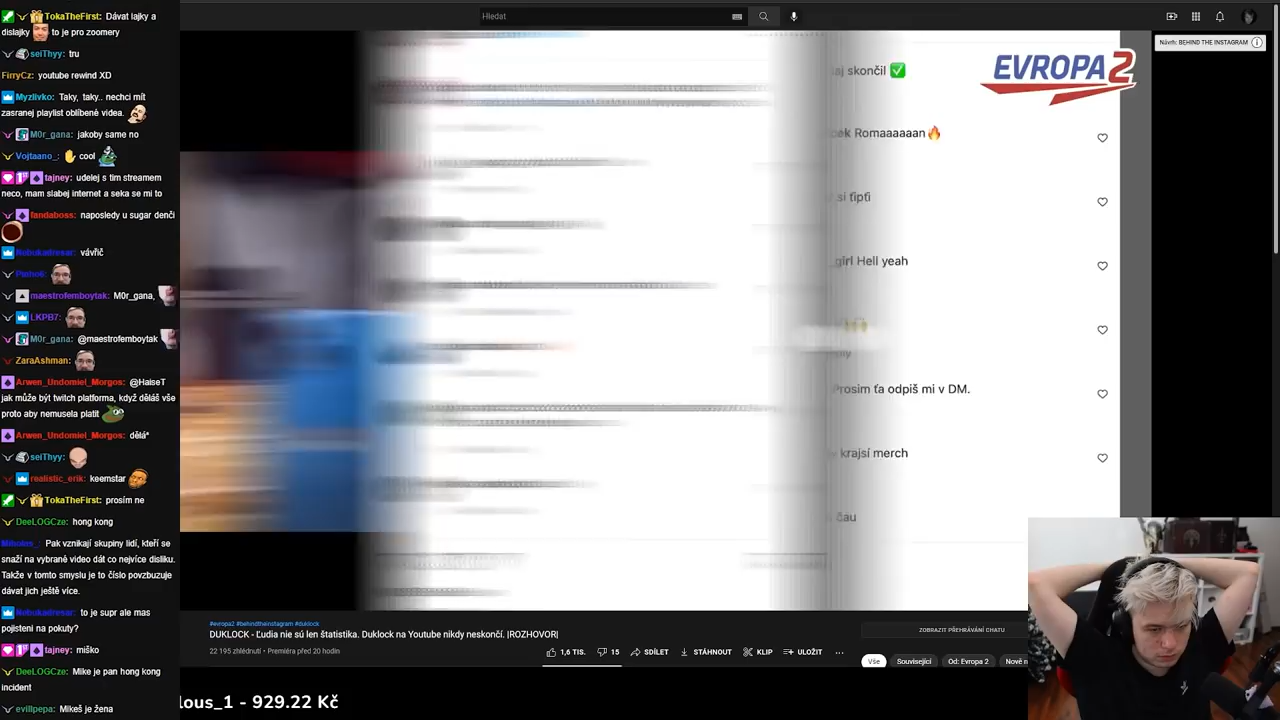 TokaTheFirst: Dávat lajky a
dislajky to je pro zoomery
seiThyy: tru
FirryCz: youtube rewind XD
Myzlivko: Taky, taky.. nechci mít
zasranej playlist oblíbené videa.
M0r_gana: jakoby same no
Vojtaano_: cool
tajney: udelej s tim streamem
neco, mam slabej internet a seka se mi to
fandaboss: naposledy u sugar denči
Nebukadresar: vávřič
maestrofemboytak: M0r_gana,
LKPB7:
M0r_gana: @maestrofemboytak
ZaraAshman:
Arwen_Undomiel_Morgos: @HaiseT
jak může být twitch platforma, když děláš vše
proto aby nemusela platit
Arwen_Undomiel_Morgos: dělá*
seiThyy:
realistic_erik: keemstar
TokaTheFirst: prosím ne
DeeLOGCze: hong kong
Pak vznikají skupiny lidí, kteří se
snaží na vybrané video dát co nejvíce disliku.
Takže v tomto smyslu je to číslo povzbuzuje
dávat jich ještě více.
Nebukadresar: to je supr ale mas
pojisteni na pokuty?
tajney: miško
DeeLOGCze: Mike je pan hong kong
incident
evillpepa: Mikeš je žena
Hledat
Návrh: BEHIND THE INSTAGRAM
EVROPA 2
skončil
Romaaaaaan
si ťipťi
girl Hell yeah
Prosim ťa odpiš mi v DM.
krajsí merch
čau
#evropa2 #behindtheinstagram #duklock
DUKLOCK - Ľudia nie sú len štatistika. Duklock na Youtube nikdy neskončí. |ROZHOVOR|
22 195 zhlédnutí • Premiéra před 20 hodin
1,6 TIS.
15
SDÍLET
STÁHNOUT
KLIP
ULOŽIT
ZOBRAZIT PŘEHRÁVÁNÍ CHATU
Vše
Související
Od: Evropa 2
lous_1 - 929.22 Kč